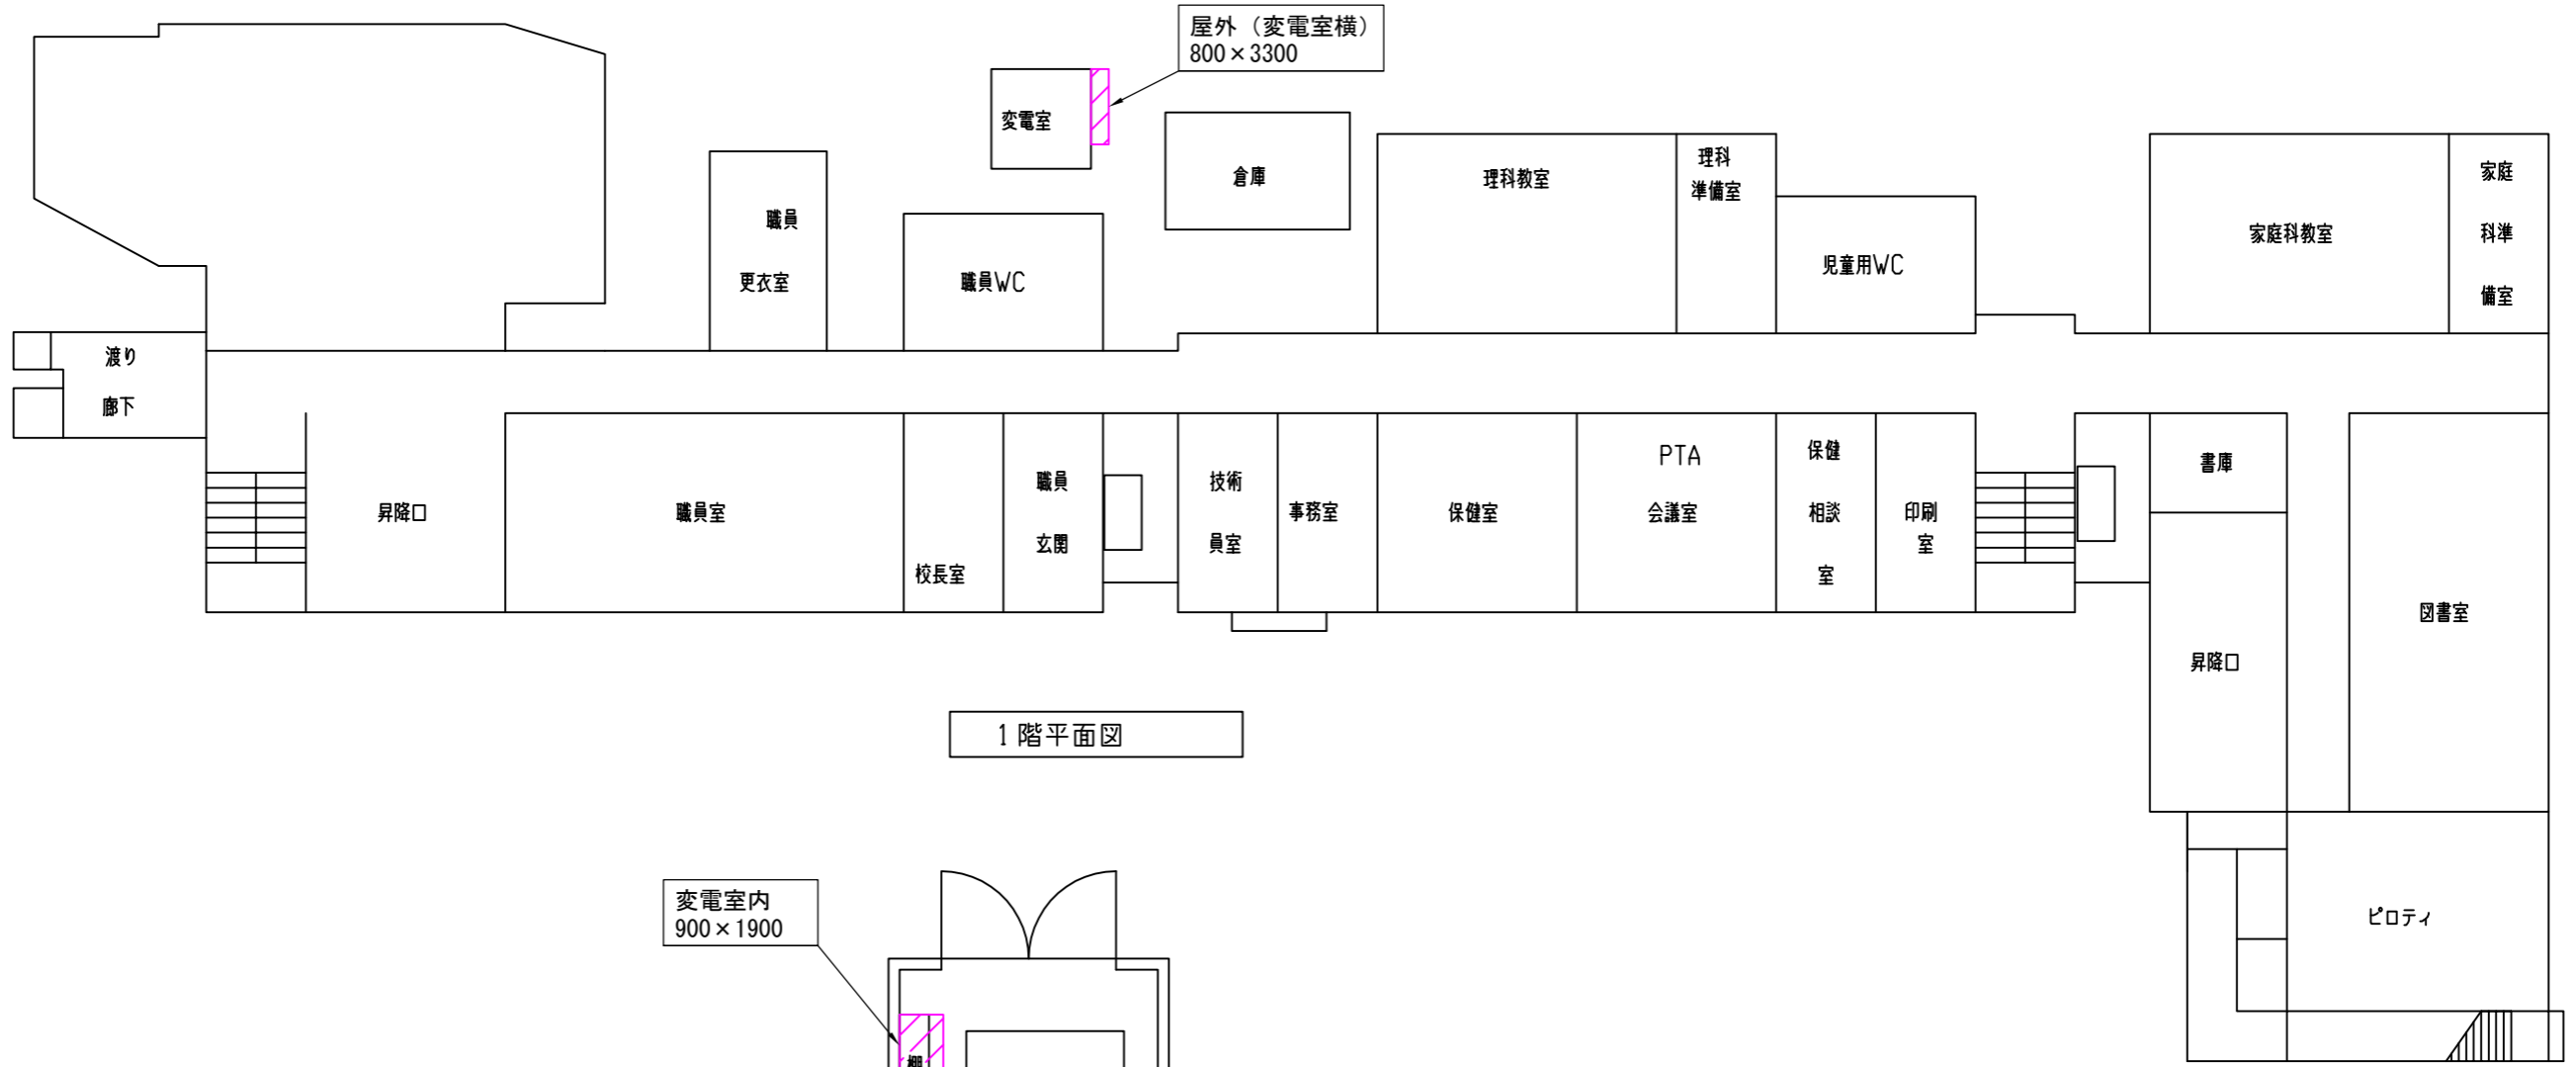 屋外（変電室横）
800×3300
変電室
倉庫
理科教室
理科
準備室
児童用WC
家庭科教室
家庭
科準
備室
職員
更衣室
職員WC
渡り
廊下
昇降口
職員室
校長室
職員
玄関
技術
員室
事務室
保健室
PTA
会議室
保健
相談
室
印刷
室
書庫
昇降口
図書室
1階平面図
変電室内
900×1900
棚
ピロティ